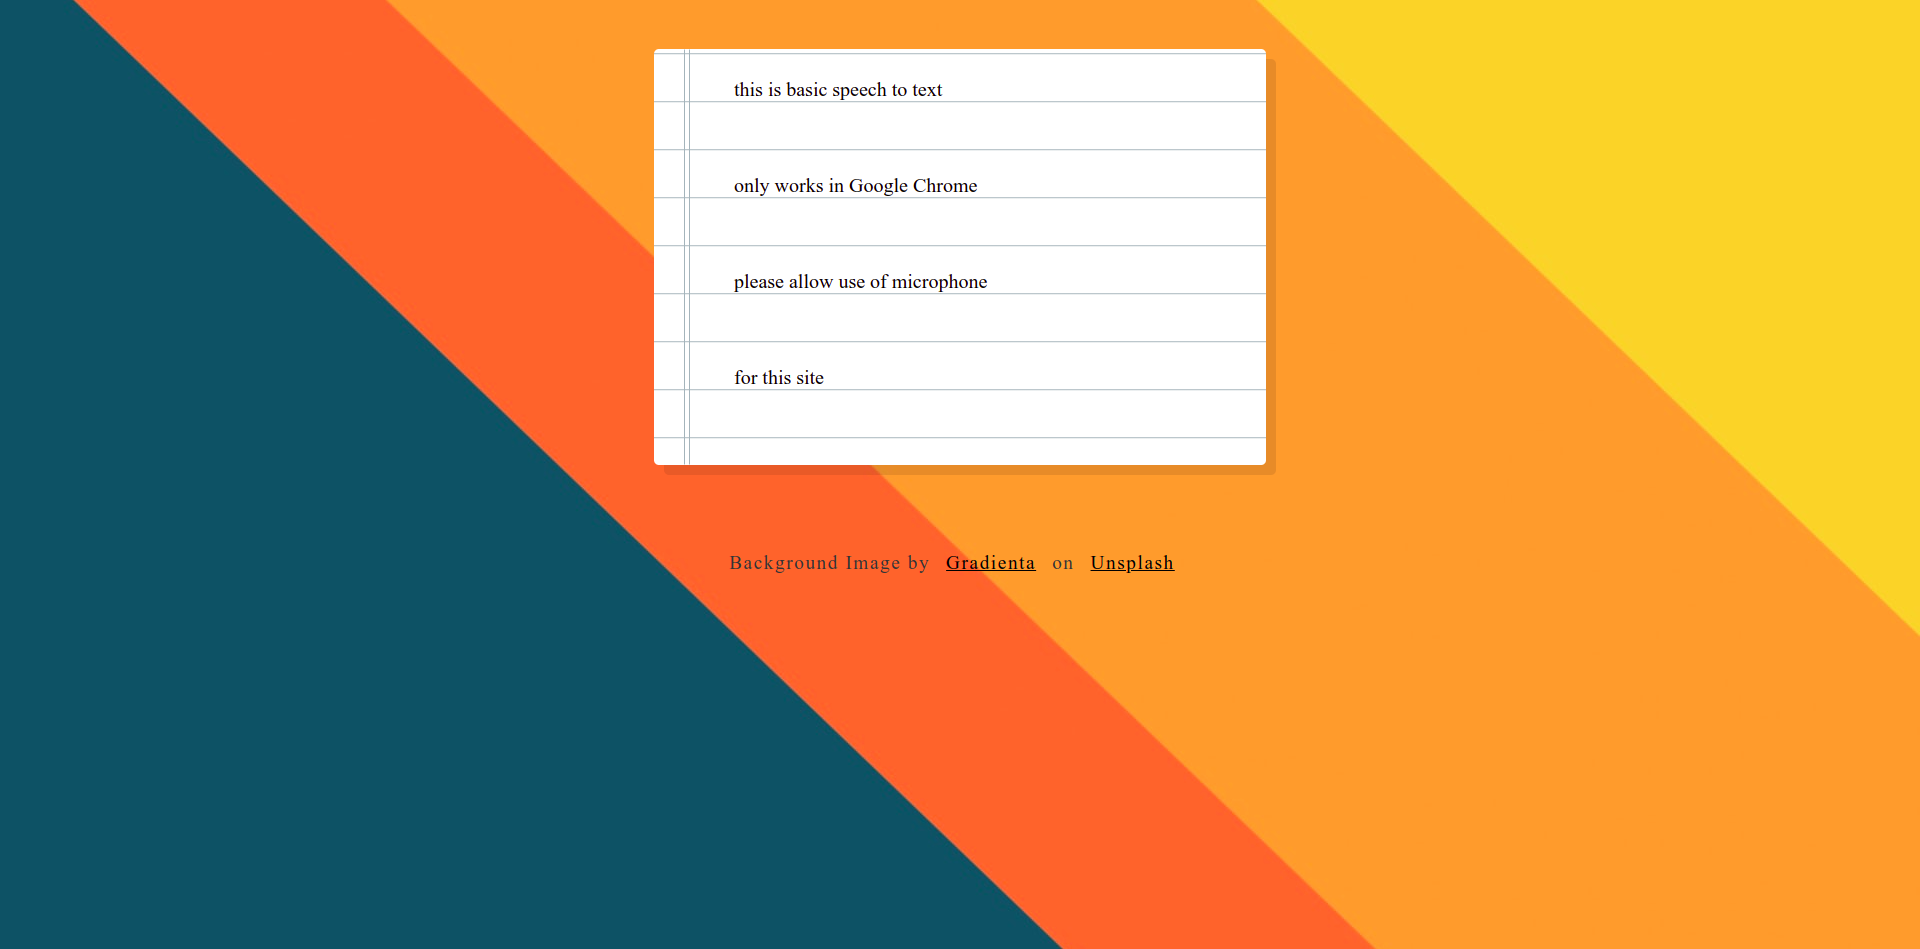 this is basic speech to text
only works in Google Chrome
please allow use of microphone
for this site
Background Image by Gradienta on Unsplash